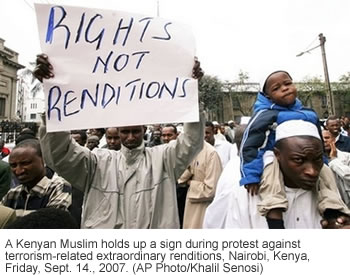 RIGHTS
NOT
RENDITIONS
A Kenyan Muslim holds up a sign during protest against
terrorism-related extraordinary renditions, Nairobi, Kenya,
Friday, Sept. 14., 2007. (AP Photo/Khalil Senosi)